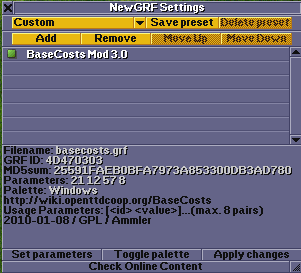 NewGRF Settings
Custom Save preset Delete preset
Add Remove Move Up Move Down
BaseCosts Mod 3.0
Filename: basecosts.grf
GRF ID: 4D470303
MD5sum: 25591FAEB0BFA7973A853300DB3AD780
Parameters: 21 12 57 8
Palette: Windows
http://wiki.openttdcoop.org/BaseCosts
Usage Parameters: [<id> <value>]...(max. 8 pairs)
2010-01-08 / GPL / Ammler
Set parameters Toggle palette Apply changes
Check Online Content